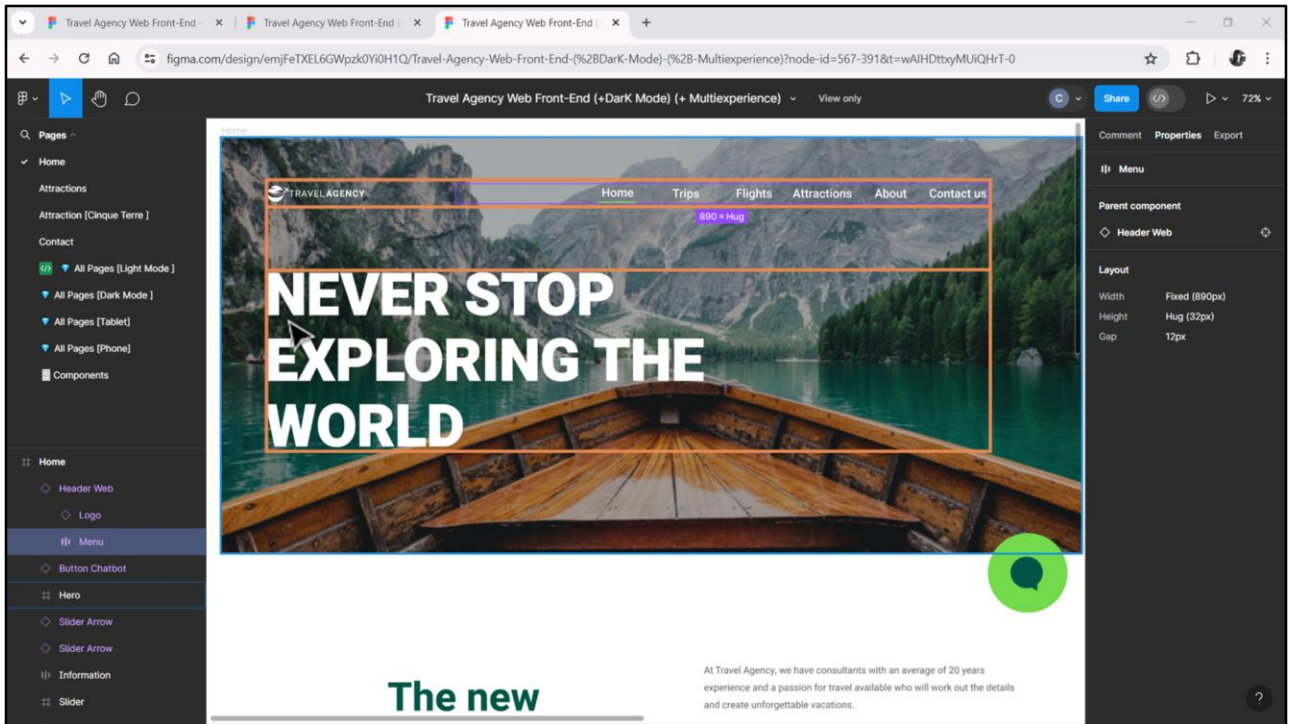 Travel Agency Web Front-End –
Travel Agency Web Front-End (
Travel Agency Web Front-End (
figma.com/design/emjFeTXEL6GWpzk0Yi0H1Q/Travel-Agency-Web-Front-End-(%2BDarK-Mode)-(%2B-Multiexperience)?node-id=567-391&t=wAIHDttxyMUiQHrT-0
Travel Agency Web Front-End (+DarK Mode) (+ Multiexperience)
View only
C
Share
72%
Pages
Home
Attractions
Attraction [Cinque Terre ]
Contact
All Pages [Light Mode ]
All Pages [Dark Mode ]
All Pages [Tablet]
All Pages [Phone]
Components
Home
Header Web
Logo
Menu
Button Chatbot
Hero
Slider Arrow
Slider Arrow
Information
Slider
Home
TRAVELAGENCY
Home Trips Flights Attractions About Contact us
890 × Hug
NEVER STOP
EXPLORING THE
WORLD
The new
At Travel Agency, we have consultants with an average of 20 years
experience and a passion for travel available who will work out the details
and create unforgettable vacations.
Comment Properties Export
Menu
Parent component
Header Web
Layout
Width Fixed (890px)
Height Hug (32px)
Gap 12px
?